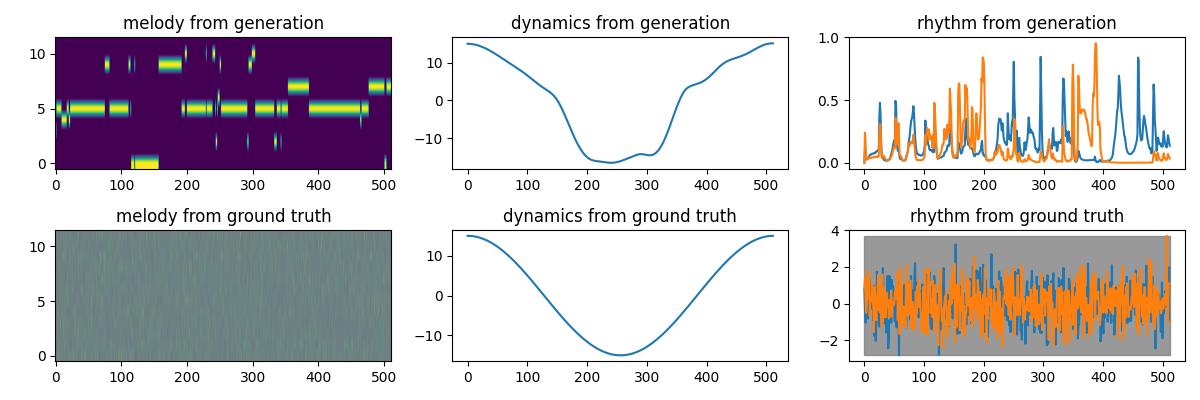 melody from generation
10
5
0
0 100 200 300 400 500
dynamics from generation
10
0
−10
0 100 200 300 400 500
rhythm from generation
1.0
0.5
0.0
0 100 200 300 400 500
melody from ground truth
10
5
0
0 100 200 300 400 500
dynamics from ground truth
10
0
−10
0 100 200 300 400 500
rhythm from ground truth
4
2
0
−2
0 100 200 300 400 500